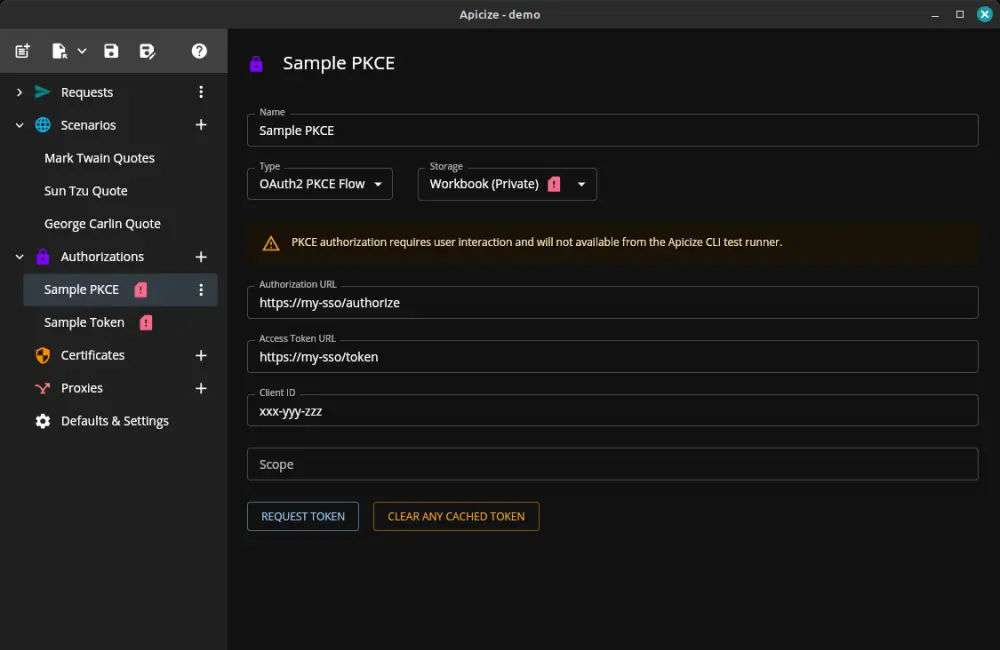 Apicize - demo
Requests
Scenarios
Mark Twain Quotes
Sun Tzu Quote
George Carlin Quote
Authorizations
Sample PKCE
Sample Token
Certificates
Proxies
Defaults & Settings
Sample PKCE
Name
Sample PKCE
Type
OAuth2 PKCE Flow
Storage
Workbook (Private)
PKCE authorization requires user interaction and will not available from the Apicize CLI test runner.
Authorization URL
https://my-sso/authorize
Access Token URL
https://my-sso/token
Client ID
xxx-yyy-zzz
Scope
REQUEST TOKEN
CLEAR ANY CACHED TOKEN